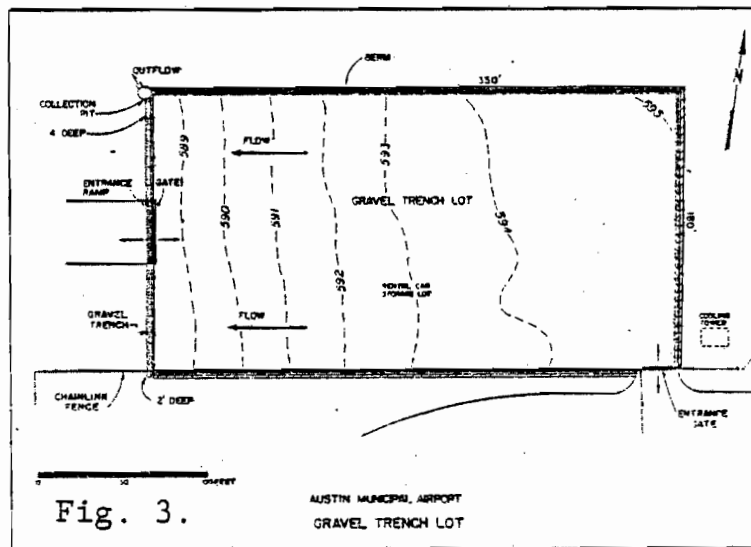 OUTFLOW
BERM
350'
COLLECTION
PIT
4 DEEP
N
589
FLOW
593
595
ENTRANCE
RAMP
GATE
GRAVEL TRENCH LOT
180'
590
591
594
592
RENTAL CAR
STORAGE LOT
FLOW
GRAVEL
TRENCH
COOLING
TOWER
CHAINLINK
FENCE
2' DEEP
ENTRANCE
GATE
0 50
Fig. 3.
AUSTIN MUNICIPAL AIRPORT
GRAVEL TRENCH LOT